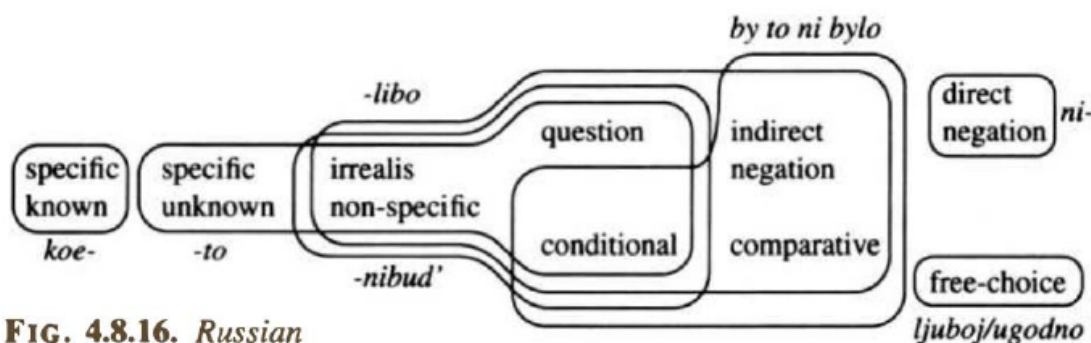 by to ni bylo
-libo
direct
negation
ni-
question
indirect
negation
specific
known
specific
unknown
irrealis
non-specific
conditional
comparative
koe-
-to
-nibud'
free-choice
FIG. 4.8.16. Russian
ljuboj/ugodno